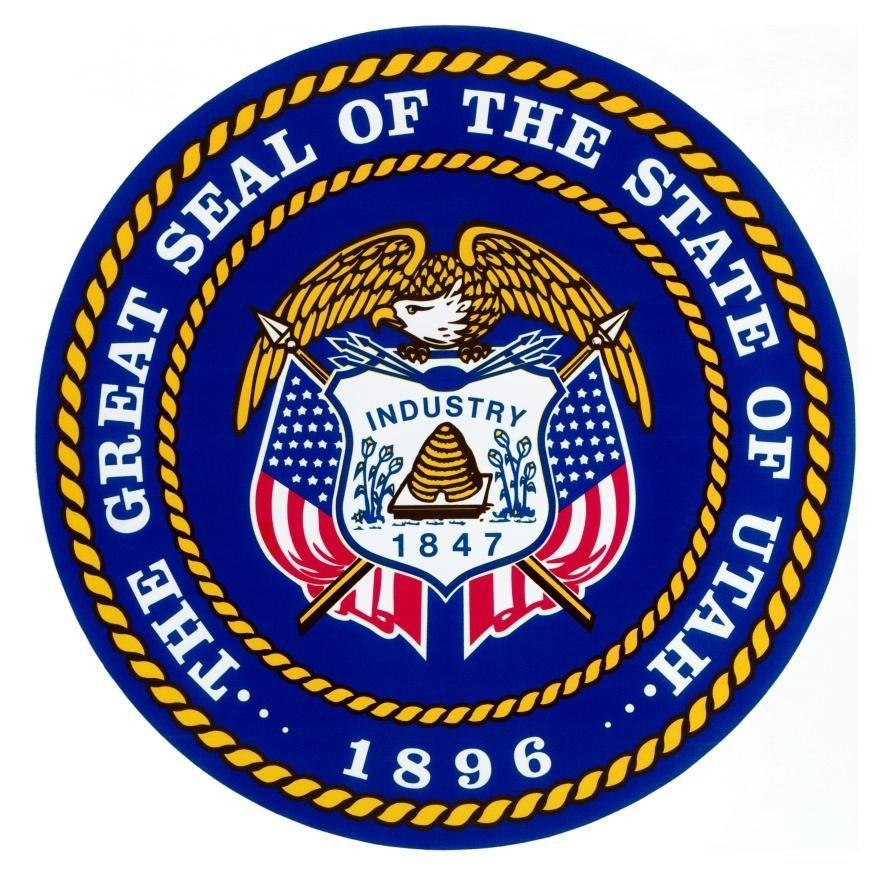 THE GREAT SEAL OF THE STATE OF UTAH
INDUSTRY
1847
1896